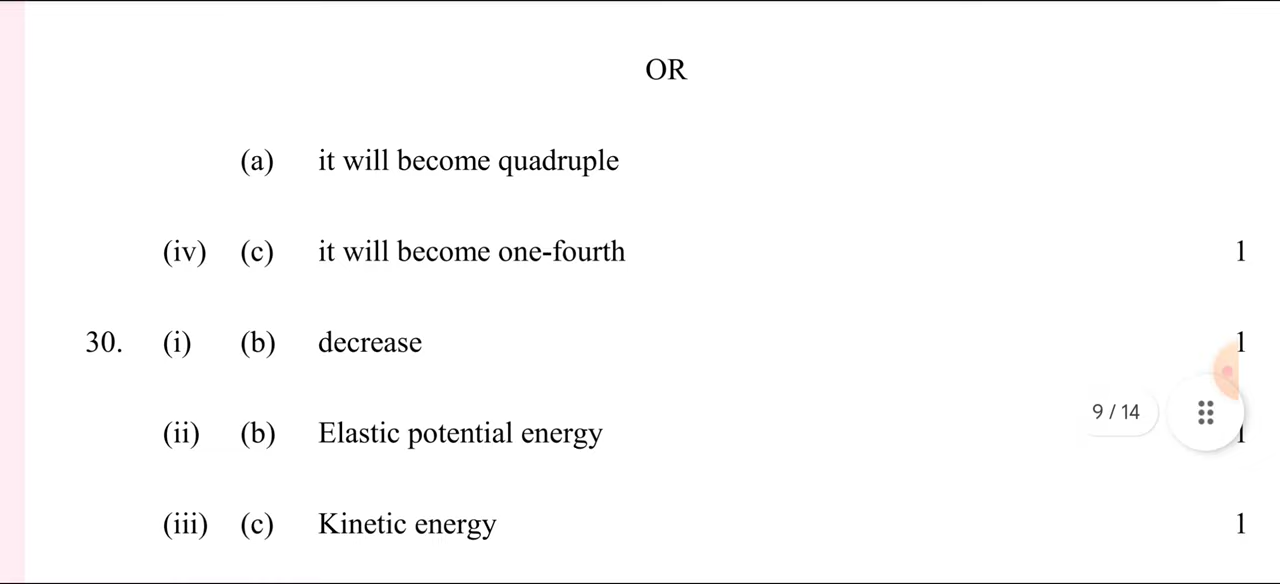 OR
(a) it will become quadruple
(iv) (c) it will become one-fourth 1
30. (i) (b) decrease 1
9 / 14
(ii) (b) Elastic potential energy 1
(iii) (c) Kinetic energy 1